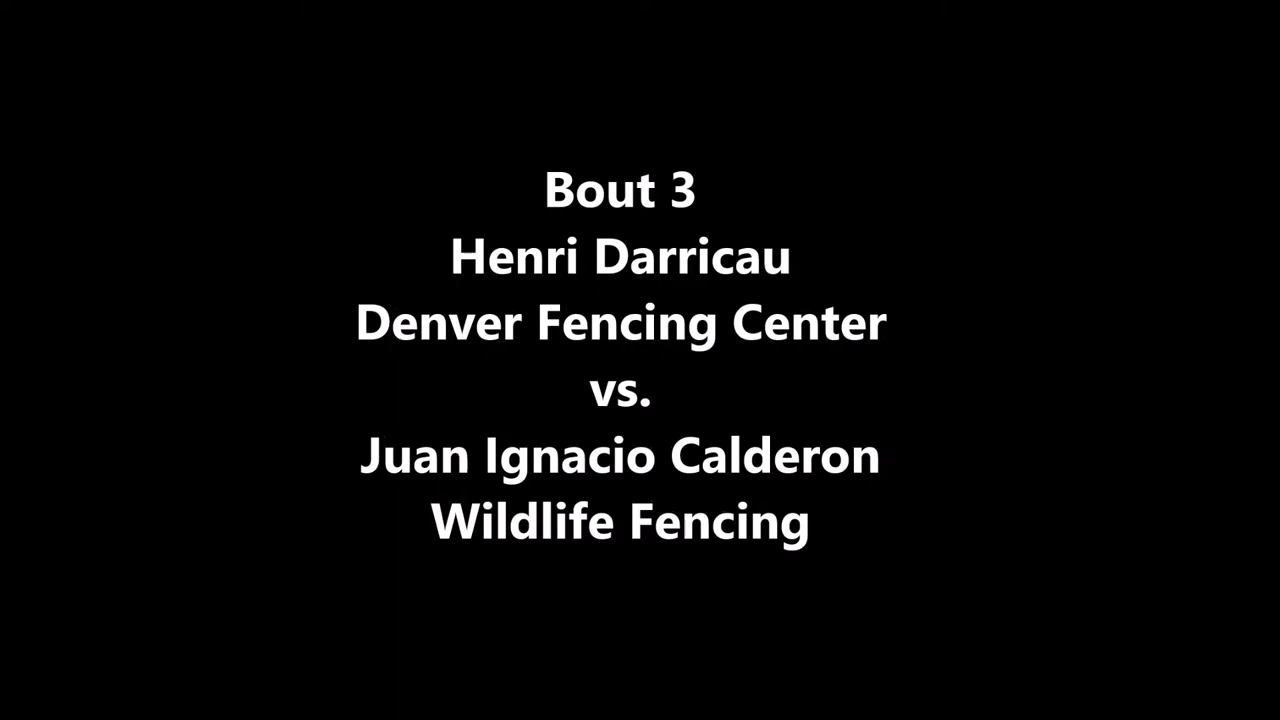 Bout 3
Henri Darricau
Denver Fencing Center
vs.
Juan Ignacio Calderon
Wildlife Fencing